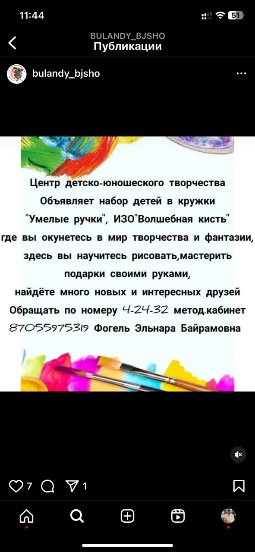 11:44
51
BULANDY_BJSHO
Публикации
bulandy_bjsho
Центр детско-юношеского творчества
Объявляет набор детей в кружки
"Умелые ручки", ИЗО"Волшебная кисть"
где вы окунетесь в мир творчества и фантазии,
здесь вы научитесь рисовать,мастерить
подарки своими руками,
найдёте много новых и интересных друзей
Обращать по номеру 4-24-32 метод.кабинет
87055975319 Фогель Эльнара Байрамовна
7 1